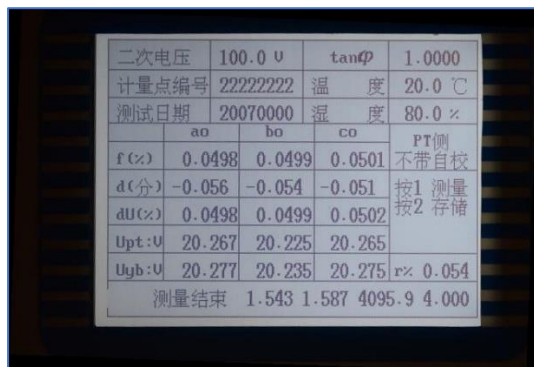 二次电压 100.0 V tanφ 1.0000
计量点编号 22222222 温 度 20.0 ℃
测试日期 20070000 湿 度 80.0 %
ao bo co PT侧
f(%) 0.0498 0.0499 0.0501 不带自校
d(分) -0.056 -0.054 -0.051 按1 测量
dU(%) 0.0498 0.0499 0.0502 按2 存储
Upt:V 20.267 20.225 20.265
Uyb:V 20.277 20.235 20.275 r% 0.054
测量结束 1.543 1.587 4095.9 4.000